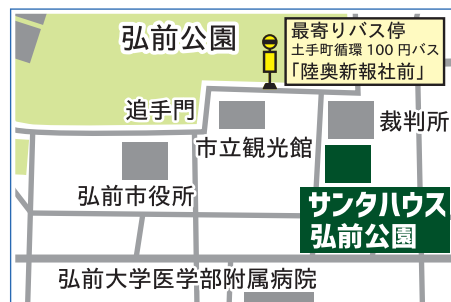 弘前公園
最寄りバス停
土手町循環100円バス
「陸奥新報社前」
追手門
市立観光館
裁判所
弘前市役所
サンタハウス
弘前公園
弘前大学医学部附属病院